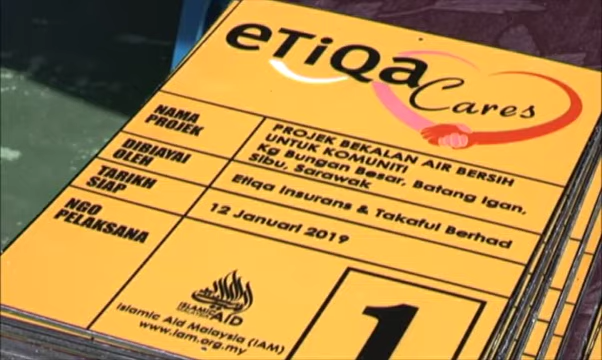 eTiQa
Cares
NAMA
PROJEK
PROJEK BEKALAN AIR BERSIH
UNTUK KOMUNITI
Kg Bungan Besar, Batang Igan,
Sibu, Sarawak
DIBIAYAI
OLEH
Etiqa Insurans & Takaful Berhad
TARIKH
SIAP
12 Januari 2019
NGO
PELAKSANA
ISLAMIC
AID
Islamic Aid Malaysia (IAM)
www.iam.org.my
1